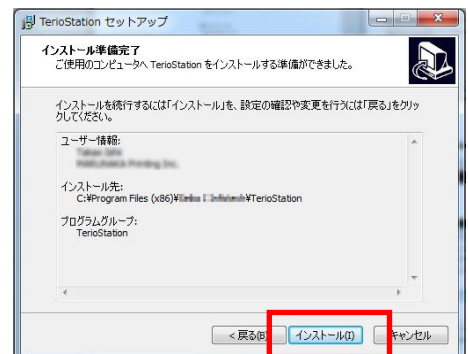 TerioStation セットアップ
インストール準備完了
ご使用のコンピュータへ TerioStation をインストールする準備ができました。
インストールを続行するには「インストール」を、設定の確認や変更を行うには「戻る」をクリッ
クしてください。
ユーザー情報:
Printing Inc.
インストール先:
C:¥Program Files (x86)¥ ¥TerioStation
プログラムグループ:
TerioStation
< 戻る(B)
インストール(I)
キャンセル